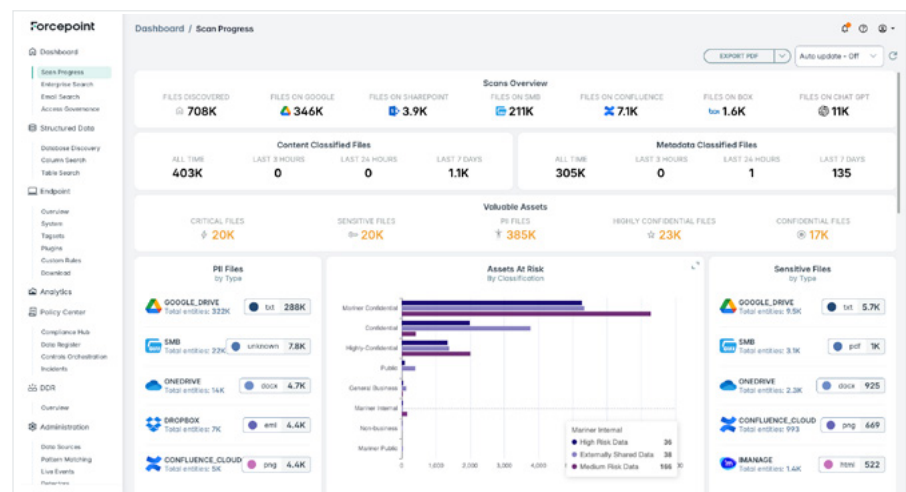 Forcepoint
Dashboard / Scan Progress
EXPORT PDF
Auto update - Off
Dashboard
Scan Progress
Enterprise Search
Email Search
Access Governance
Structured Data
Database Discovery
Column Search
Table Search
Endpoint
Overview
System
Tagsets
Plugins
Custom Rules
Download
Analytics
Policy Center
Compliance Hub
Data Register
Controls Orchestration
Incidents
DDR
Overview
Administration
Data Sources
Pattern Matching
Live Events
Detectors
Scans Overview
FILES DISCOVERED FILES ON GOOGLE FILES ON SHAREPOINT FILES ON SMB FILES ON CONFLUENCE FILES ON BOX FILES ON CHAT GPT
708K 346K 3.9K 211K 7.1K box 1.6K 11K
Content Classified Files
ALL TIME LAST 3 HOURS LAST 24 HOURS LAST 7 DAYS
403K 0 0 1.1K
Metadata Classified Files
ALL TIME LAST 3 HOURS LAST 24 HOURS LAST 7 DAYS
305K 0 1 135
Valuable Assets
CRITICAL FILES SENSITIVE FILES PII FILES HIGHLY CONFIDENTIAL FILES CONFIDENTIAL FILES
20K 20K 385K 23K 17K
PII Files
by Type
GOOGLE_DRIVE
Total entities: 322K
txt 288K
SMB
Total entities: 22K
unknown 7.8K
ONEDRIVE
Total entities: 14K
docx 4.7K
DROPBOX
Total entities: 7K
eml 4.4K
CONFLUENCE_CLOUD
Total entities: 5K
png 4.4K
Assets At Risk
By Classification
Mariner Confidential
Confidential
Highly-Confidential
Public
General Business
Mariner Internal
Non-business
Mariner Public
0 1,000 2,000 3,000 4,000
Mariner Internal
High Risk Data 36
Externally Shared Data 38
Medium Risk Data 166
Sensitive Files
by Type
GOOGLE_DRIVE
Total entities: 9.5K
txt 5.7K
SMB
Total entities: 3.1K
pdf 1K
ONEDRIVE
Total entities: 2.3K
docx 925
CONFLUENCE_CLOUD
Total entities: 993
png 669
IMANAGE
Total entities: 1.4K
html 522